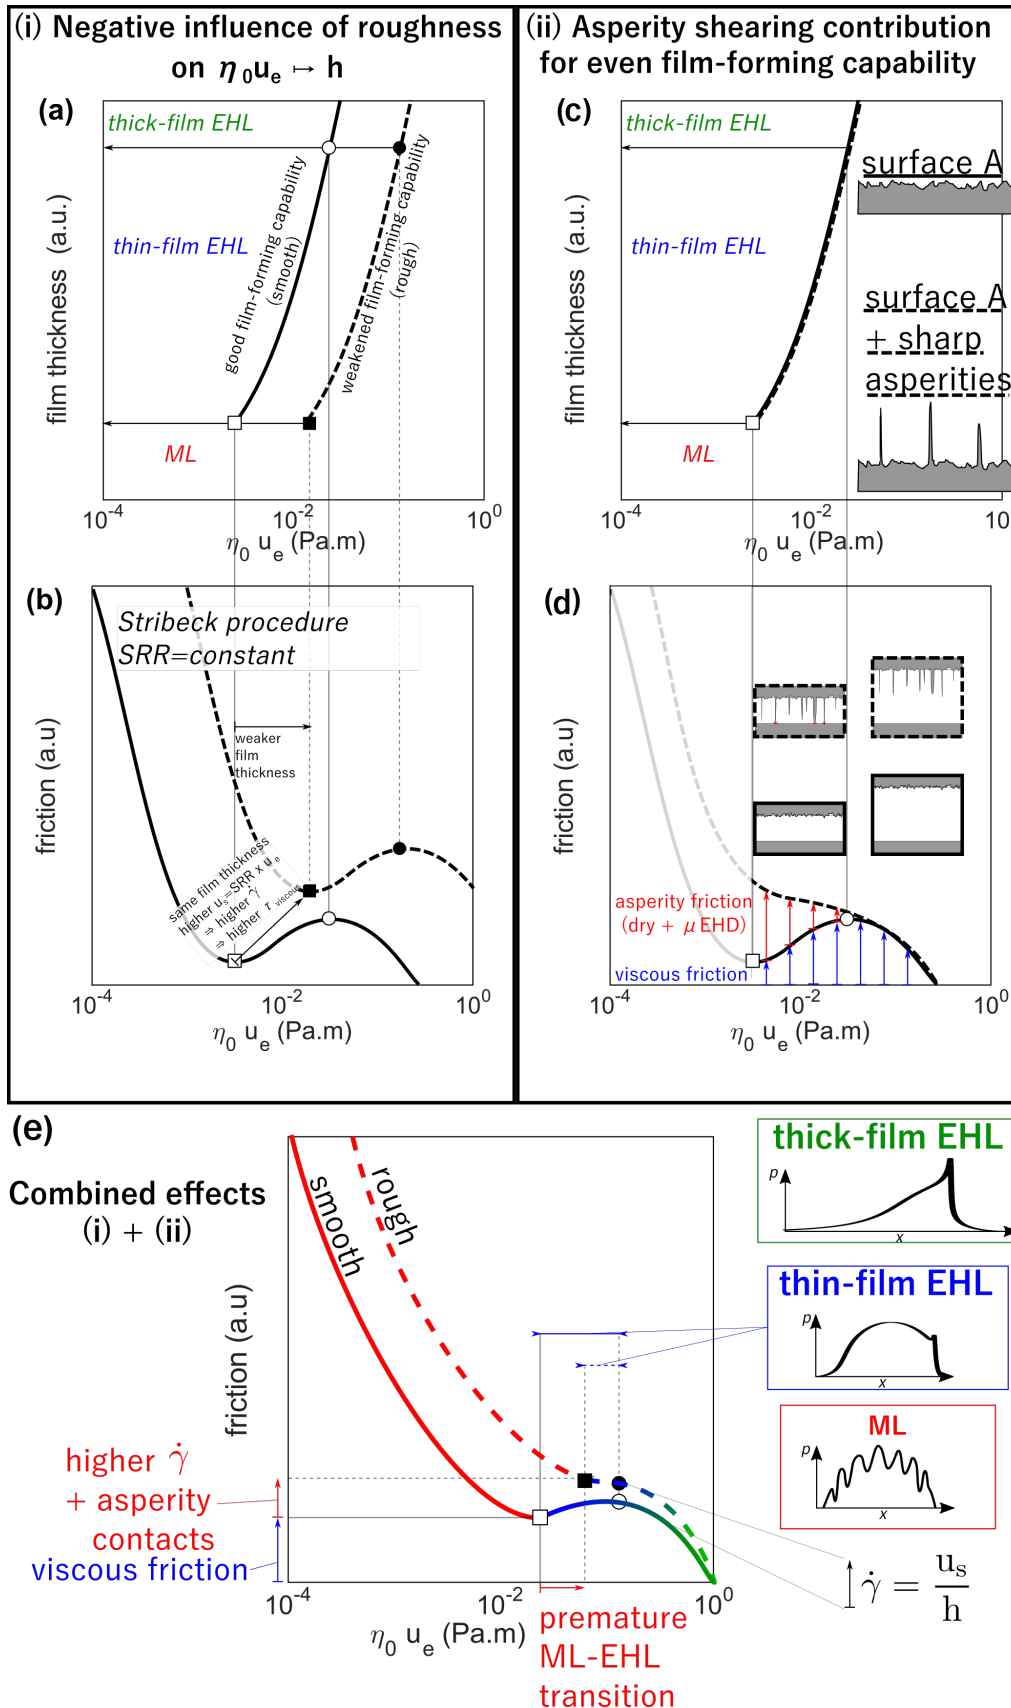 (i) Negative influence of roughness
on η₀uₑ ↦ h
(ii) Asperity shearing contribution
for even film-forming capability
(a)
thick-film EHL
thin-film EHL
good film-forming capability
(smooth)
weakened film-forming capability
(rough)
ML
film thickness (a.u.)
10⁻⁴
10⁻²
10⁰
η₀ uₑ (Pa.m)
(c)
thick-film EHL
thin-film EHL
ML
surface A
surface A
+ sharp
asperities
film thickness (a.u.)
10⁻⁴
10⁻²
10
η₀ uₑ (Pa.m)
(b)
Stribeck procedure
SRR=constant
weaker
film
thickness
same film thickness
higher uₛ=SRR x uₑ
⇒ higher γ̇
⇒ higher τ viscous
friction (a.u)
10⁻⁴
10⁻²
10⁰
η₀ uₑ (Pa.m)
(d)
asperity friction
(dry + μ EHD)
viscous friction
friction (a.u)
10⁻⁴
10⁻²
10⁰
η₀ uₑ (Pa.m)
(e)
Combined effects
(i) + (ii)
smooth
rough
friction (a.u)
higher γ̇
+ asperity
contacts
viscous friction
10⁻⁴
10⁻²
10⁰
η₀ uₑ (Pa.m)
premature
ML-EHL
transition
thick-film EHL
p
x
thin-film EHL
p
x
ML
p
x
γ̇ = uₛ/h